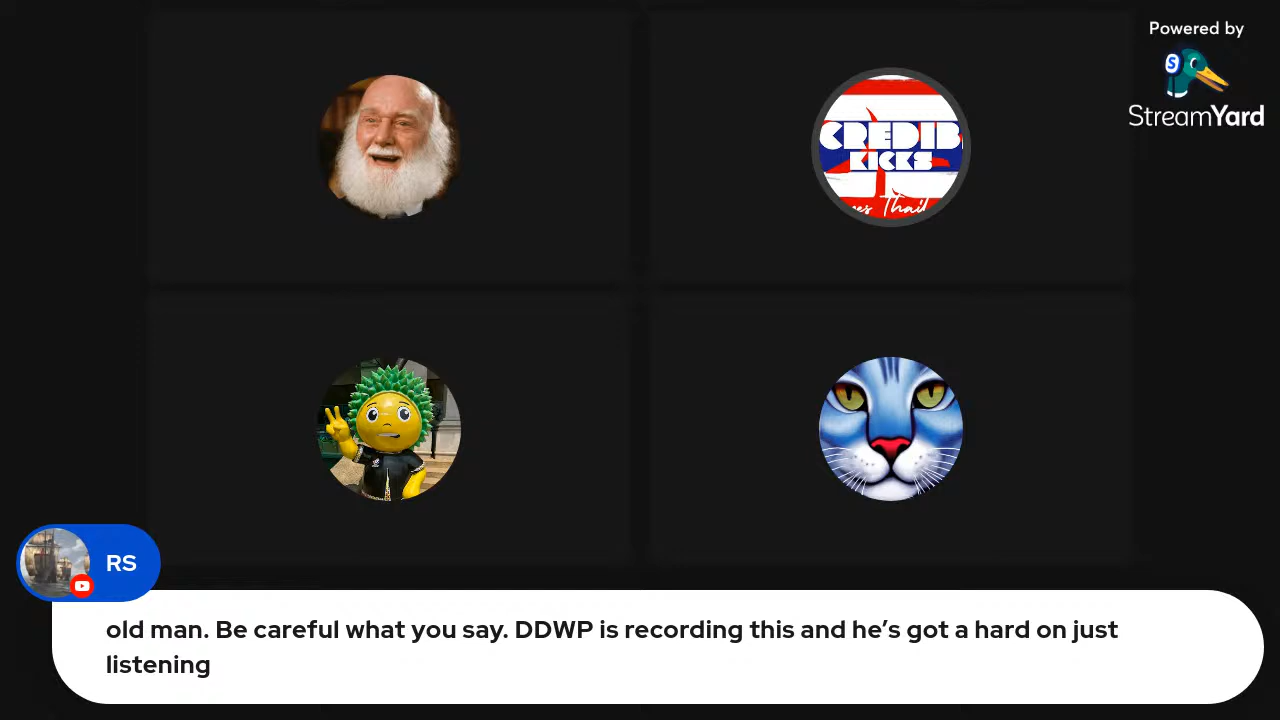 Powered by
StreamYard
CREDIB
KICKS
RS
old man. Be careful what you say. DDWP is recording this and he’s got a hard on just
listening